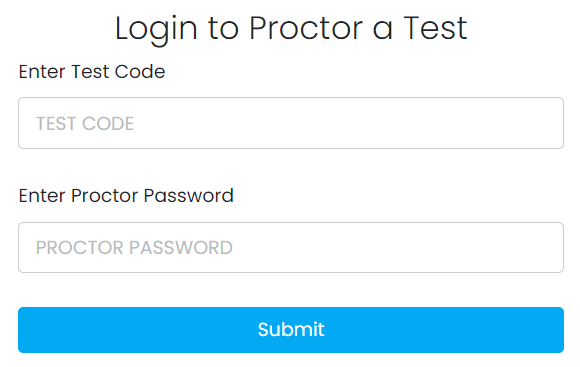 Login to Proctor a Test
Enter Test Code
TEST CODE
Enter Proctor Password
PROCTOR PASSWORD
Submit